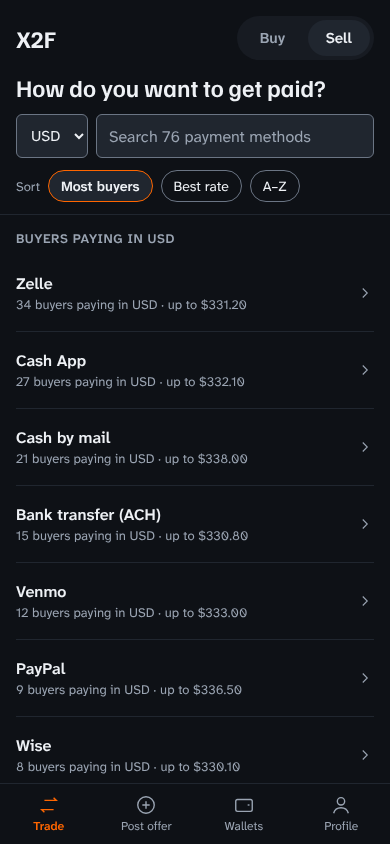 X2F
Buy
Sell
How do you want to get paid?
USD
Search 76 payment methods
Sort
Most buyers
Best rate
A–Z
BUYERS PAYING IN USD
Zelle
34 buyers paying in USD · up to $331.20
Cash App
27 buyers paying in USD · up to $332.10
Cash by mail
21 buyers paying in USD · up to $338.00
Bank transfer (ACH)
15 buyers paying in USD · up to $330.80
Venmo
12 buyers paying in USD · up to $333.00
PayPal
9 buyers paying in USD · up to $336.50
Wise
8 buyers paying in USD · up to $330.10
Trade
Post offer
Wallets
Profile